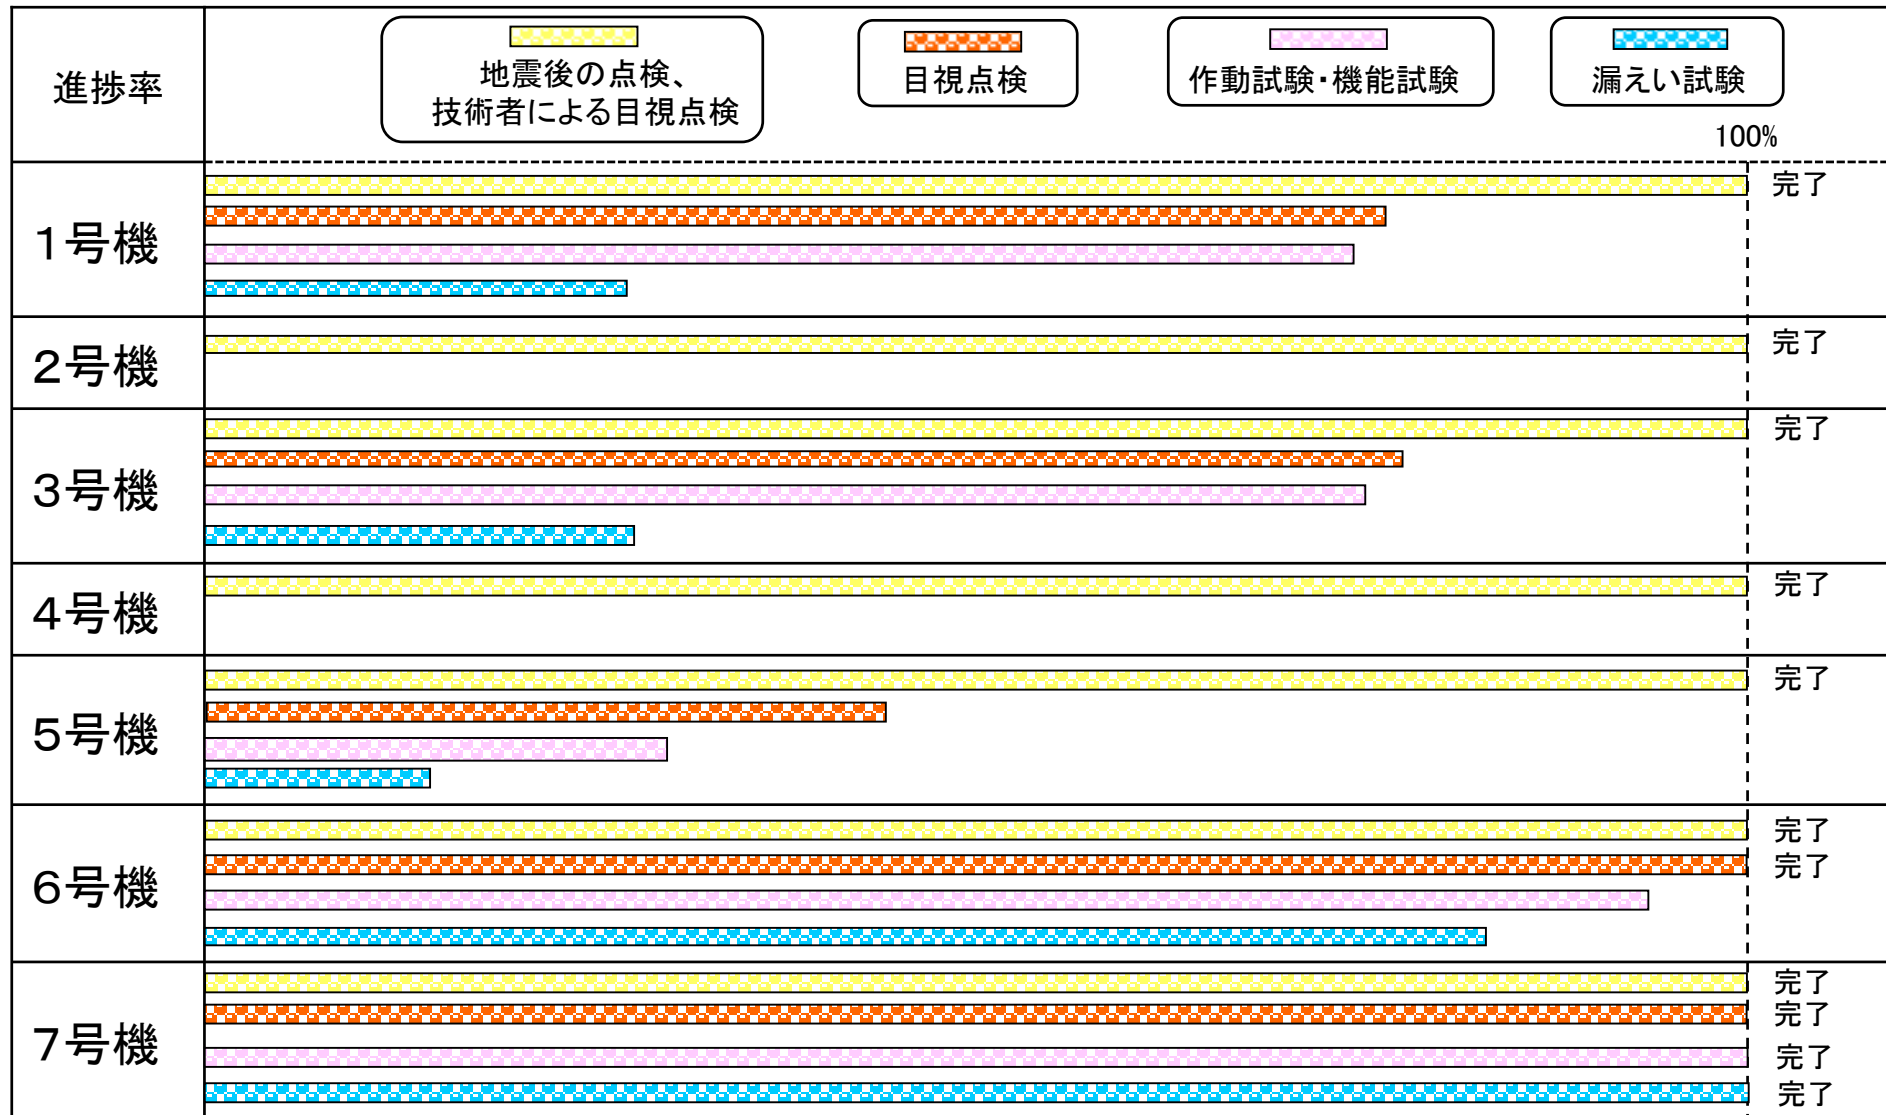 進捗率
地震後の点検、
技術者による目視点検
目視点検
作動試験・機能試験
漏えい試験
100%
１号機
完了
２号機
完了
３号機
完了
４号機
完了
５号機
完了
６号機
完了
完了
７号機
完了
完了
完了
完了